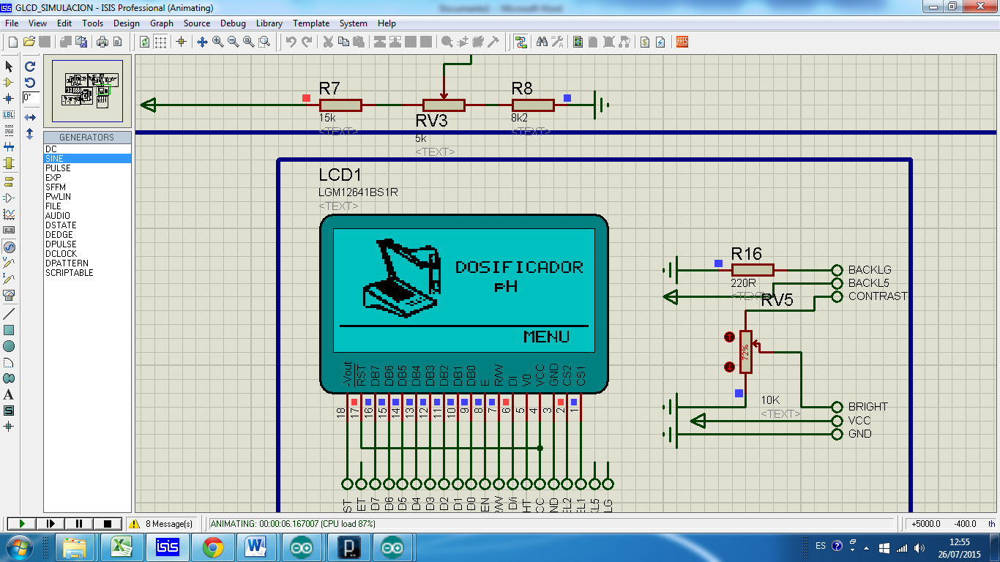 GLCD_SIMULACION - ISIS Professional (Animating)
File View Edit Tools Design Graph Source Debug Library Template System Help
ARES
LBL
0°
GENERATORS
DC
SINE
PULSE
EXP
SFFM
PWLIN
FILE
AUDIO
DSTATE
DEDGE
DPULSE
DCLOCK
DPATTERN
SCRIPTABLE
R7
15k
<TEXT>
RV3
5k
<TEXT>
R8
8k2
<TEXT>
LCD1
LGM12641BS1R
<TEXT>
DOSIFICADOR
pH
MENU
-Vout RST DB7 DB6 DB5 DB4 DB3 DB2 DB1 DB0 E R/W DI V0 VCC GND CS2 CS1
18 17 16 15 14 13 12 11 10 9 8 7 6 5 4 3 2 1
ST ET D7 D6 D5 D4 D3 D2 D1 D0 EN R/W D/i HT CC ND EL2 EL1 KL5 LG
R16
220R
<TEXT>
RV5
72%
10K
<TEXT>
BACKLG
BACKL5
CONTRAST
BRIGHT
VCC
GND
8 Message(s)
ANIMATING: 00:00:06.167007 (CPU load 87%)
+5000.0 -400.0 th
isis
ES
12:55
26/07/2015